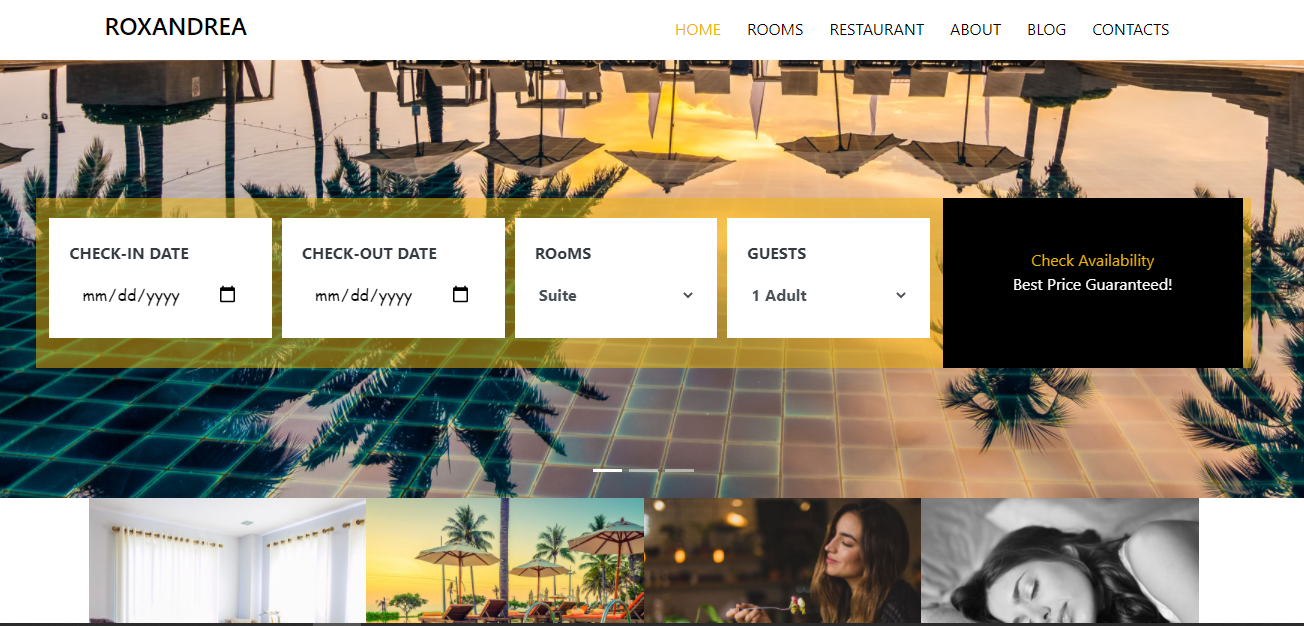 ROXANDREA
HOME ROOMS RESTAURANT ABOUT BLOG CONTACTS
CHECK-IN DATE
mm/dd/yyyy
CHECK-OUT DATE
mm/dd/yyyy
ROoMS
Suite
GUESTS
1 Adult
Check Availability
Best Price Guaranteed!